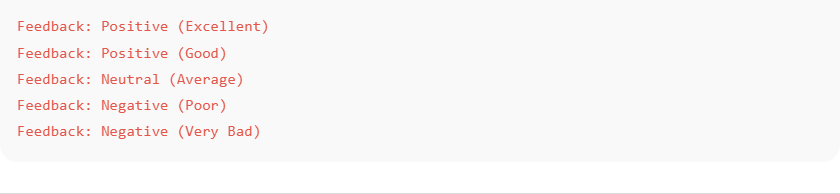 Feedback: Positive (Excellent)
Feedback: Positive (Good)
Feedback: Neutral (Average)
Feedback: Negative (Poor)
Feedback: Negative (Very Bad)